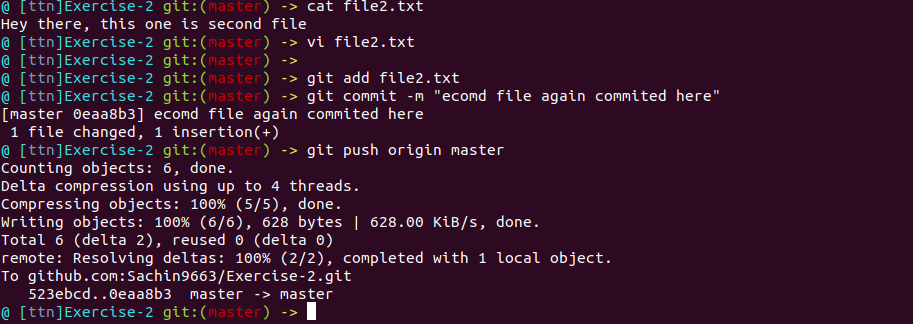 @ [ttn]Exercise-2 git:(master) -> cat file2.txt
Hey there, this one is second file
@ [ttn]Exercise-2 git:(master) -> vi file2.txt
@ [ttn]Exercise-2 git:(master) ->
@ [ttn]Exercise-2 git:(master) -> git add file2.txt
@ [ttn]Exercise-2 git:(master) -> git commit -m "ecomd file again commited here"
[master 0eaa8b3] ecomd file again commited here
 1 file changed, 1 insertion(+)
@ [ttn]Exercise-2 git:(master) -> git push origin master
Counting objects: 6, done.
Delta compression using up to 4 threads.
Compressing objects: 100% (5/5), done.
Writing objects: 100% (6/6), 628 bytes | 628.00 KiB/s, done.
Total 6 (delta 2), reused 0 (delta 0)
remote: Resolving deltas: 100% (2/2), completed with 1 local object.
To github.com:Sachin9663/Exercise-2.git
   523ebcd..0eaa8b3  master -> master
@ [ttn]Exercise-2 git:(master) ->